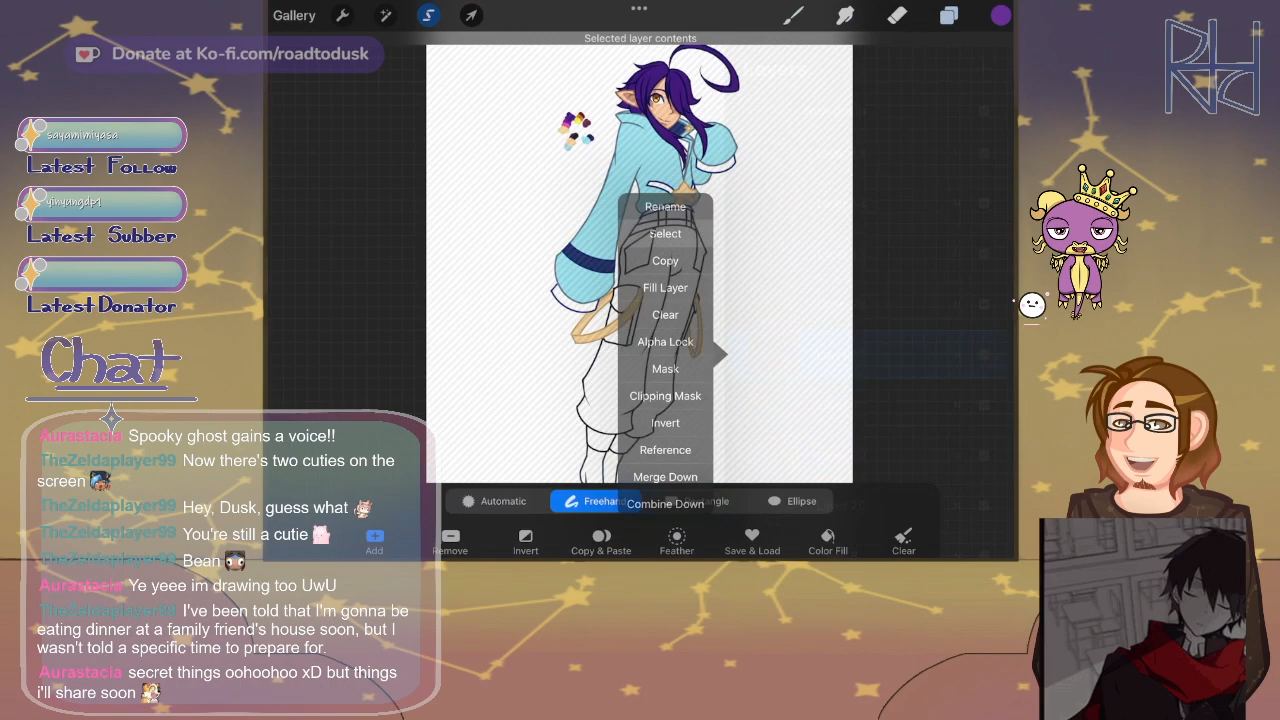 Gallery
Selected layer contents
Donate at Ko-fi.com/roadtodusk
sayamimiyasa
Latest Follow
yinyungdp1
Latest Subber
Latest Donator
Chat
Aurastacia Spooky ghost gains a voice!!
TheZeldaplayer99 Now there's two cuties on the
screen
TheZeldaplayer99 Hey, Dusk, guess what
TheZeldaplayer99 You're still a cutie
TheZeldaplayer99 Bean
Aurastacia Ye yeee im drawing too UwU
TheZeldaplayer99 I've been told that I'm gonna be
eating dinner at a family friend's house soon, but I
wasn't told a specific time to prepare for.
Aurastacia secret things oohoohoo xD but things
i'll share soon
Rename
Select
Copy
Fill Layer
Clear
Alpha Lock
Mask
Clipping Mask
Invert
Reference
Merge Down
Combine Down
Automatic
Freehand
Rectangle
Ellipse
Add
Remove
Invert
Copy & Paste
Feather
Save & Load
Color Fill
Clear